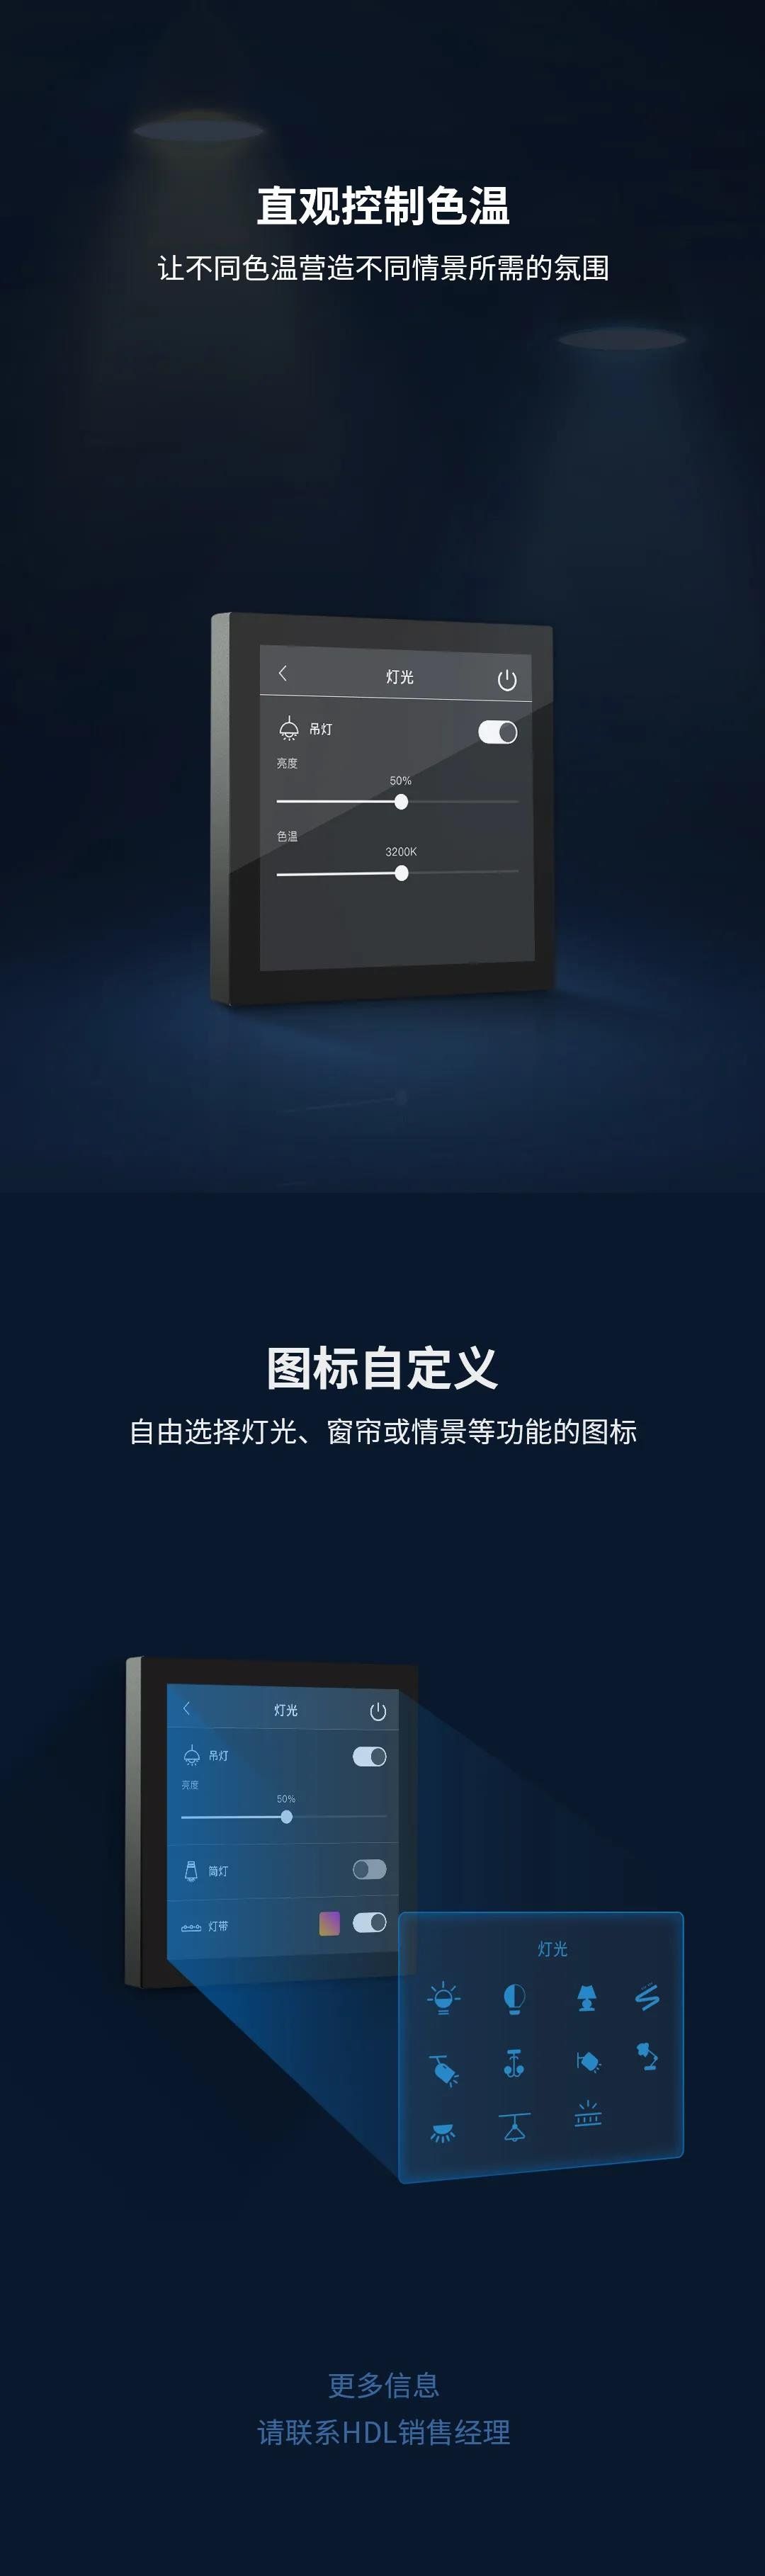 直观控制色温
让不同色温营造不同情景所需的氛围
灯光
吊灯
亮度
50%
色温
3200K
图标自定义
自由选择灯光、窗帘或情景等功能的图标
灯光
吊灯
亮度
50%
筒灯
灯带
灯光
更多信息
请联系HDL销售经理